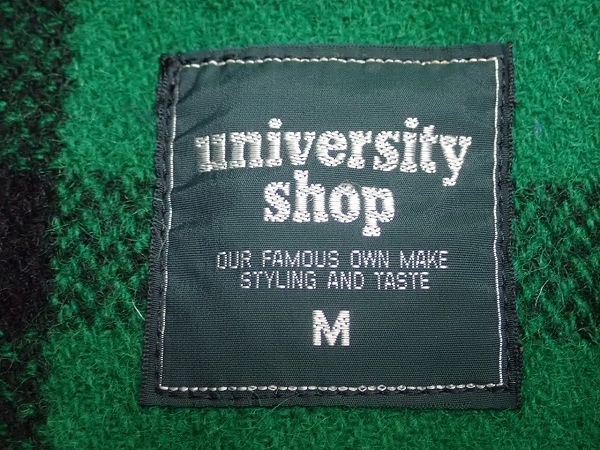 university
shop
OUR FAMOUS OWN MAKE
STYLING AND TASTE
M